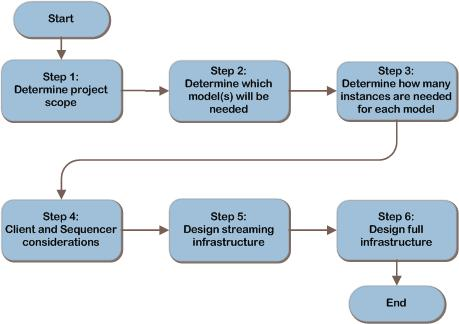 Start
Step 1:
Determine project
scope
Step 2:
Determine which
model(s) will be
needed
Step 3:
Determine how many
instances are needed
for each model
Step 4:
Client and Sequencer
considerations
Step 5:
Design streaming
infrastructure
Step 6:
Design full
infrastructure
End